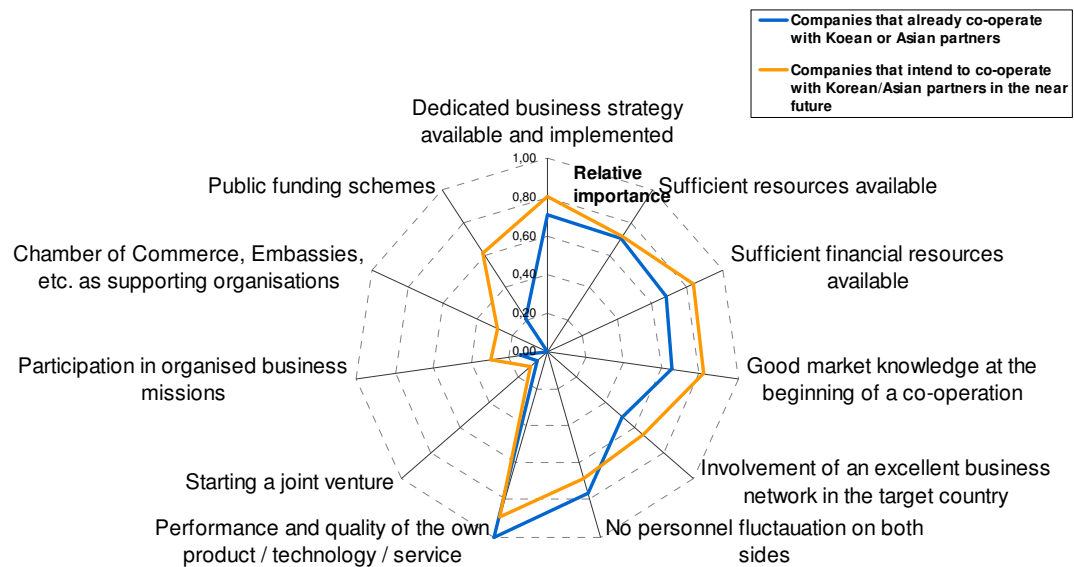 Companies that already co-operate
with Koean or Asian partners
Companies that intend to co-operate
with Korean/Asian partners in the near
future
Dedicated business strategy
available and implemented
1,00
0,80
0,60
0,40
0,20
0,00
Relative
importance
Sufficient resources available
Sufficient financial resources
available
Good market knowledge at the
beginning of a co-operation
Involvement of an excellent business
network in the target country
No personnel fluctauation on both
sides
Performance and quality of the own
product / technology / service
Starting a joint venture
Participation in organised business
missions
Chamber of Commerce, Embassies,
etc. as supporting organisations
Public funding schemes